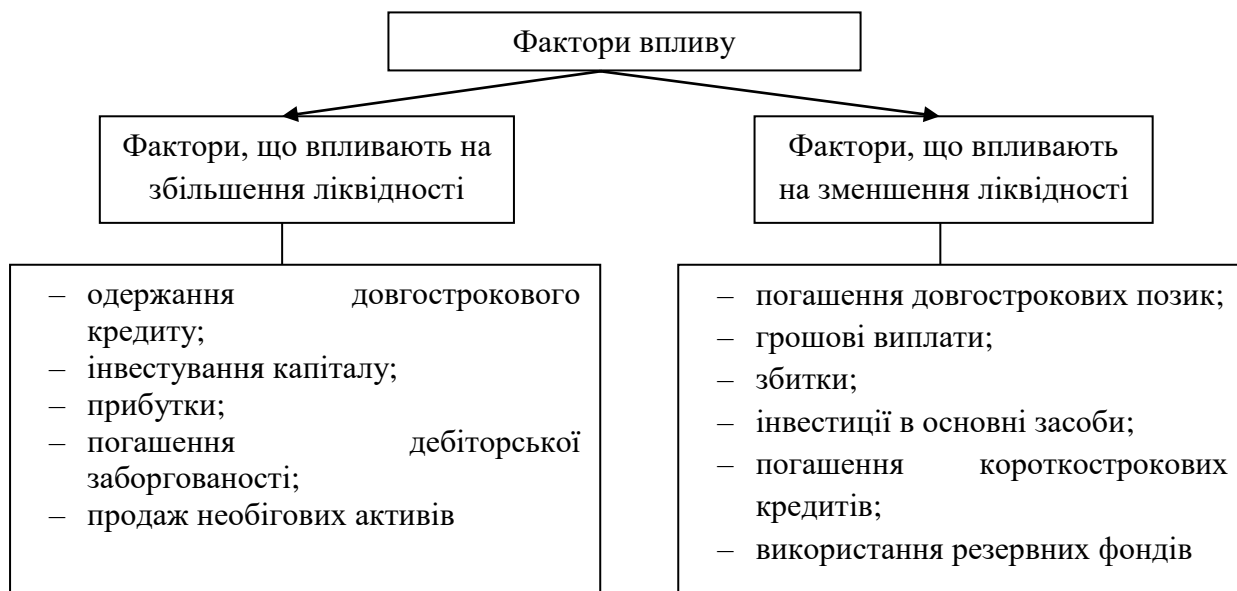 Фактори впливу
Фактори, що впливають на
збільшення ліквідності
Фактори, що впливають
на зменшення ліквідності
– одержання довгострокового
кредиту;
– інвестування капіталу;
– прибутки;
– погашення дебіторської
заборгованості;
– продаж необігових активів
– погашення довгострокових позик;
– грошові виплати;
– збитки;
– інвестиції в основні засоби;
– погашення короткострокових
кредитів;
– використання резервних фондів